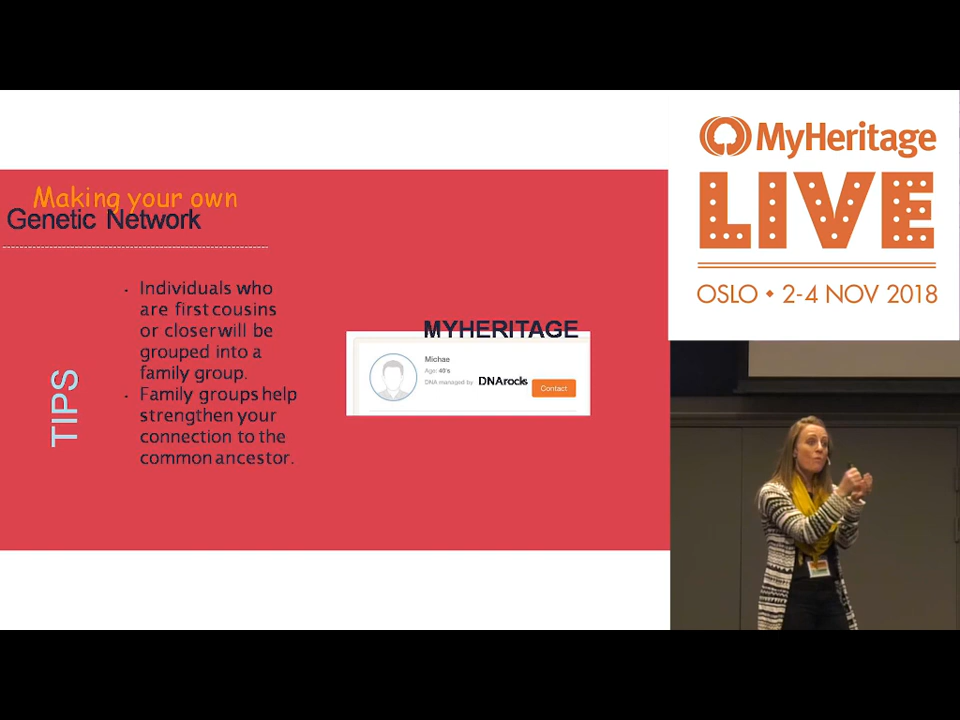 Making your own
Genetic Network
TIPS
· Individuals who
are first cousins
or closer will be
grouped into a
family group.
· Family groups help
strengthen your
connection to the
common ancestor.
MYHERITAGE
Michae
Age: 40's
DNA managed by DNArocks
Contact
MyHeritage
LIVE
OSLO • 2-4 NOV 2018